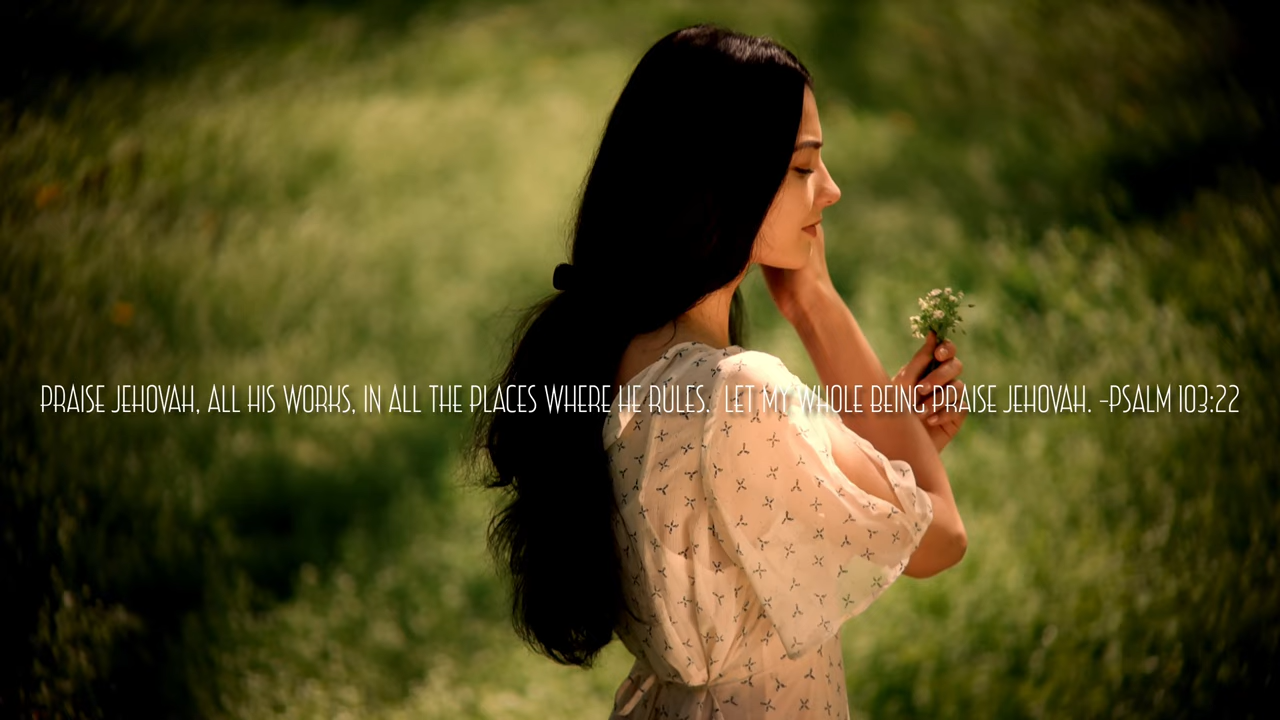 PRAISE JEHOVAH, ALL HIS WORKS, IN ALL THE PLACES WHERE HE RULES. LET MY WHOLE BEING PRAISE JEHOVAH. -PSALM 103:22